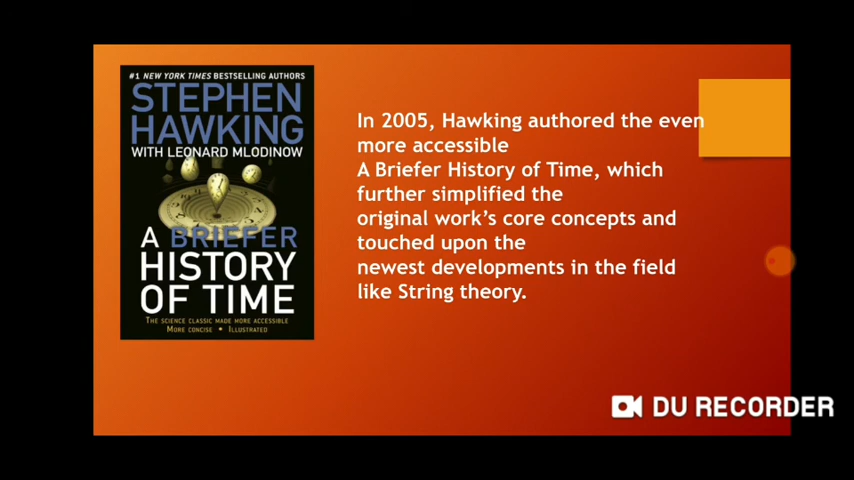 #1 NEW YORK TIMES BESTSELLING AUTHORS
STEPHEN
HAWKING
WITH LEONARD MLODINOW
A BRIEFER
HISTORY
OF TIME
THE SCIENCE CLASSIC MADE MORE ACCESSIBLE
MORE CONCISE • ILLUSTRATED
In 2005, Hawking authored the even
more accessible
A Briefer History of Time, which
further simplified the
original work's core concepts and
touched upon the
newest developments in the field
like String theory.
DU RECORDER